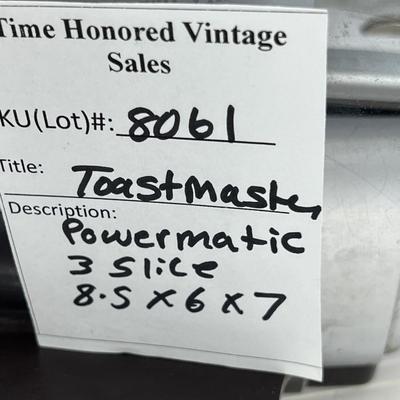 Time Honored Vintage
Sales
KU(Lot)#: 8061
Title: ToastMaster
Description:
Powermatic
3 Slice
8.5 x 6 x 7